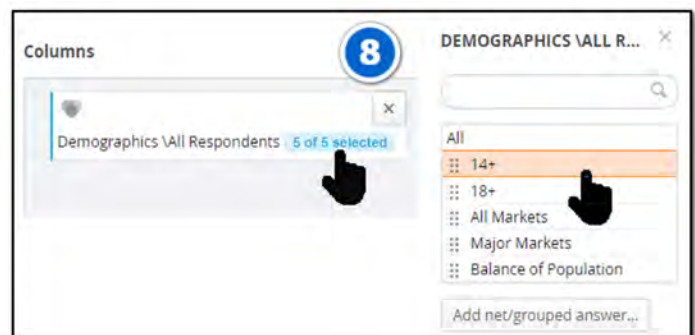 Columns
8
Demographics \All Respondents 5 of 5 selected
DEMOGRAPHICS \ALL R...
All
14+
18+
All Markets
Major Markets
Balance of Population
Add net/grouped answer...